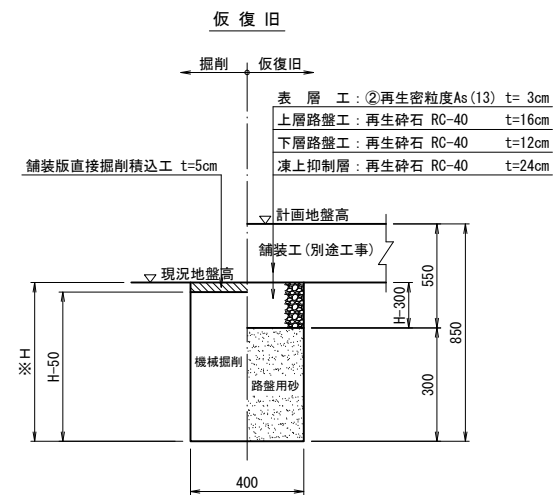 仮 復 旧
掘削 仮復旧
表 層 工：②再生密粒度As(13) t= 3cm
上層路盤工：再生砕石 RC-40 t=16cm
下層路盤工：再生砕石 RC-40 t=12cm
凍上抑制層：再生砕石 RC-40 t=24cm
舗装版直接掘削積込工 t=5cm
計画地盤高
舗装工(別途工事)
現況地盤高
550
H-300
850
※H
H-50
機械掘削
路盤用砂
300
400